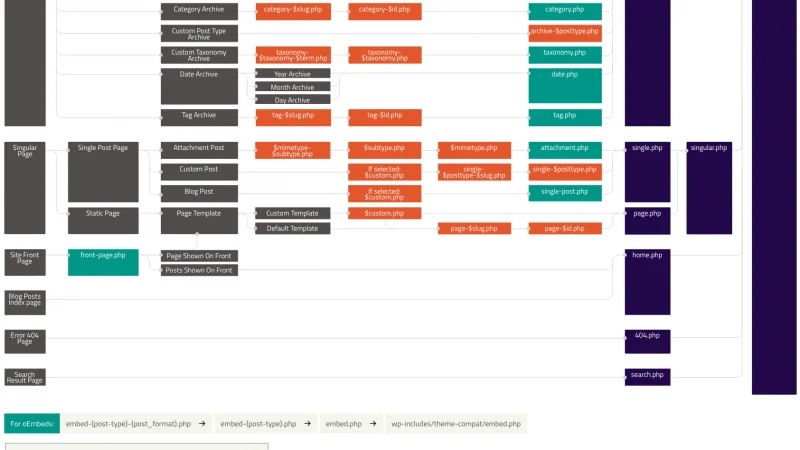 Category Archive
category-$slug.php
category-$id.php
category.php
Custom Post Type
Archive
archive-$posttype.php
Custom Taxonomy
Archive
taxonomy-
$taxonomy-$term.php
taxonomy-
$taxonomy.php
taxonomy.php
Date Archive
Year Archive
Month Archive
Day Archive
date.php
Tag Archive
tag-$slug.php
tag-$id.php
tag.php
Singular
Page
Single Post Page
Attachment Post
$mimetype-
$subtype.php
$subtype.php
$mimetype.php
attachment.php
single.php
singular.php
Custom Post
If selected:
$custom.php
single-
$posttype-$slug.php
single-$posttype.php
Blog Post
If selected:
$custom.php
single-post.php
Static Page
Page Template
Custom Template
$custom.php
page.php
Default Template
page-$slug.php
page-$id.php
Site Front
Page
front-page.php
Page Shown On Front
Posts Shown On Front
home.php
Blog Posts
Index page
Error 404
Page
404.php
Search
Result Page
search.php
For oEmbeds: embed-{post-type}-{post_format}.php → embed-{post-type}.php → embed.php → wp-includes/theme-compat/embed.php